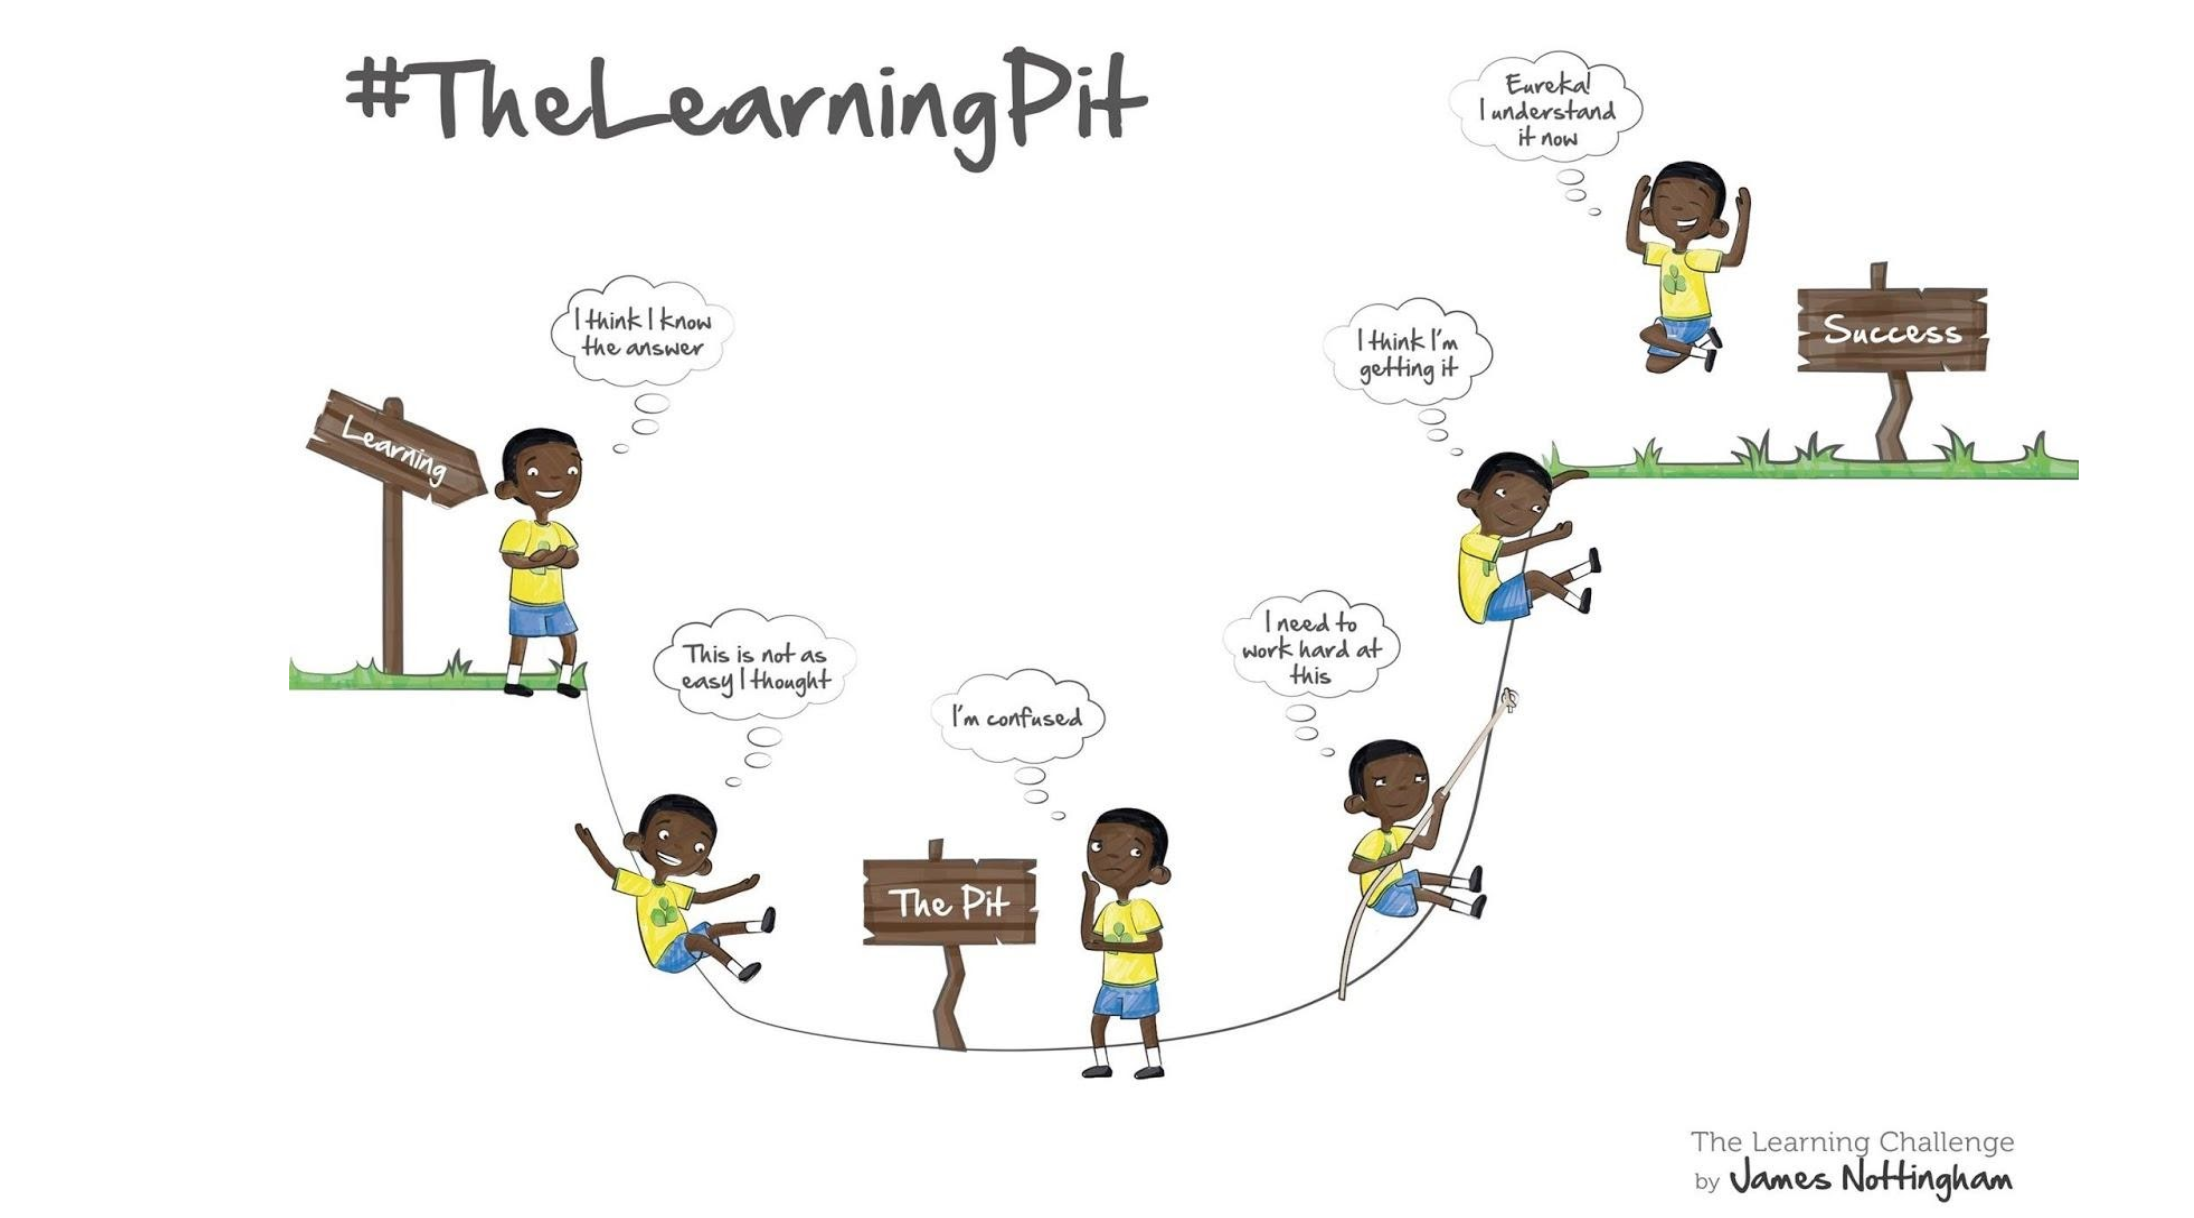 #TheLearningPit
Eureka!
I understand
it now
I think I know
the answer
I think I'm
getting it
Success
Learning
This is not as
easy I thought
I'm confused
I need to
work hard at
this
The Pit
The Learning Challenge
by James Nottingham